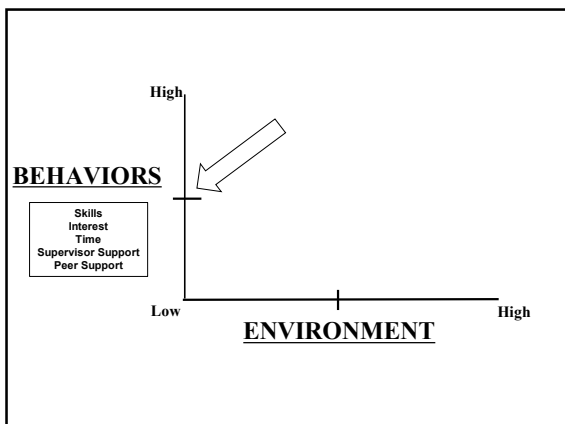 High
BEHAVIORS
Skills
Interest
Time
Supervisor Support
Peer Support
Low
High
ENVIRONMENT